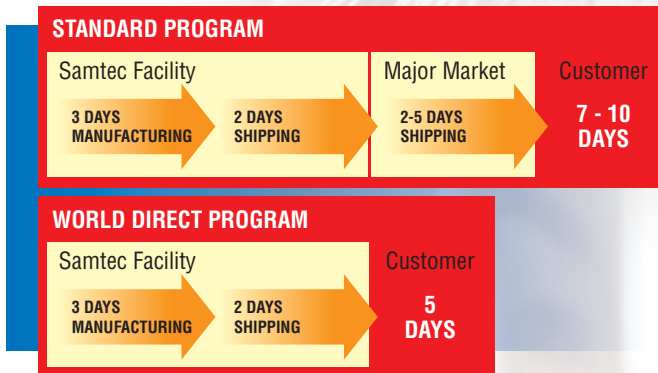 STANDARD PROGRAM
Samtec Facility
3 DAYS
MANUFACTURING
2 DAYS
SHIPPING
Major Market
2-5 DAYS
SHIPPING
Customer
7 - 10
DAYS
WORLD DIRECT PROGRAM
Samtec Facility
3 DAYS
MANUFACTURING
2 DAYS
SHIPPING
Customer
5
DAYS